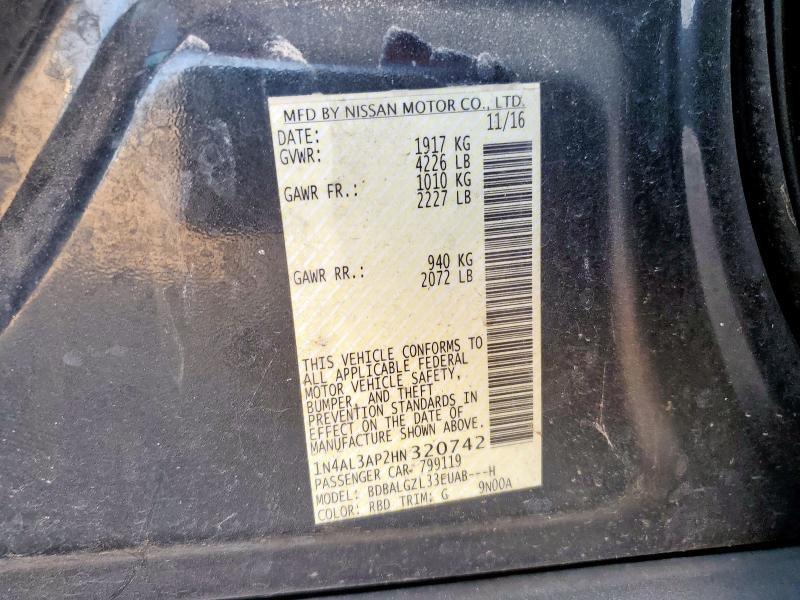 MFD BY NISSAN MOTOR CO., LTD.
DATE: 11/16
GVWR: 1917 KG
4226 LB
GAWR FR.: 1010 KG
2227 LB
GAWR RR.: 940 KG
2072 LB
THIS VEHICLE CONFORMS TO
ALL APPLICABLE FEDERAL
MOTOR VEHICLE SAFETY,
BUMPER, AND THEFT
PREVENTION STANDARDS IN
EFFECT ON THE DATE OF
MANUFACTURE SHOWN ABOVE.
1N4AL3AP2HN320742
PASSENGER CAR 799119
MODEL: BDBALGZL33EUAB---H
COLOR: RBD TRIM: G 9N00A